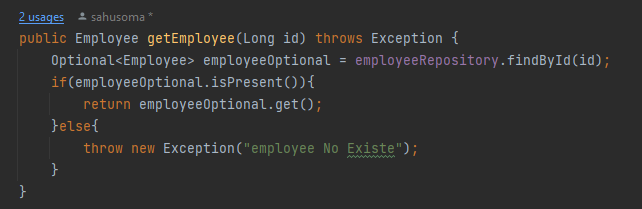 2 usages sahusoma *
public Employee getEmployee(Long id) throws Exception {
    Optional<Employee> employeeOptional = employeeRepository.findById(id);
    if(employeeOptional.isPresent()){
        return employeeOptional.get();
    }else{
        throw new Exception("employee No Existe");
    }
}